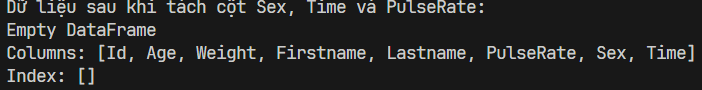 Dữ liệu sau khi tách cột Sex, Time và PulseRate:
Empty DataFrame
Columns: [Id, Age, Weight, Firstname, Lastname, PulseRate, Sex, Time]
Index: []